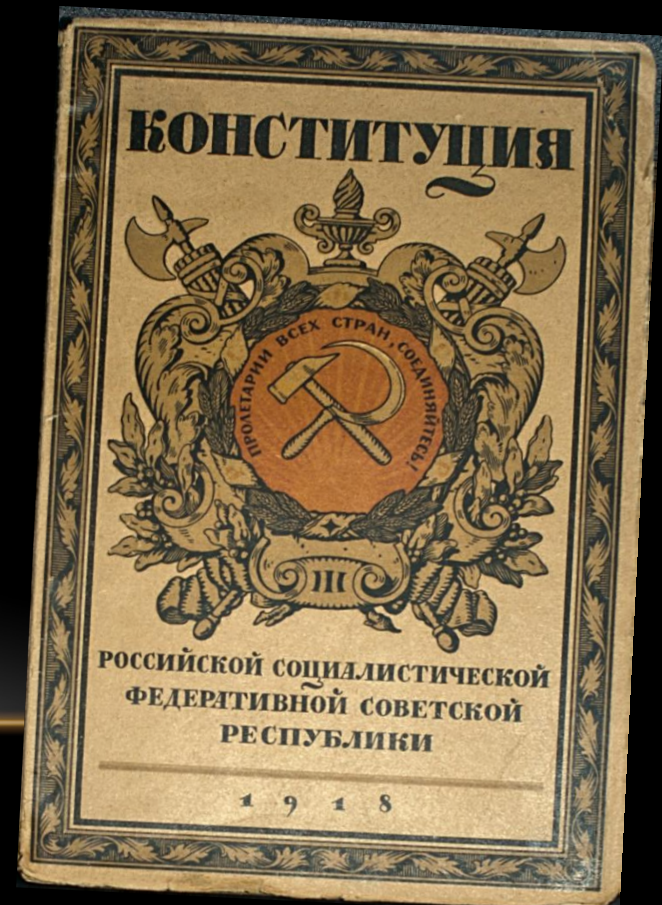 КОНСТИТУЦИЯ
ПРОЛЕТАРИИ ВСЕХ СТРАН, СОЕДИНЯЙТЕСЬ!
III
РОССИЙСКОЙ СОЦИАЛИСТИЧЕСКОЙ
ФЕДЕРАТИВНОЙ СОВЕТСКОЙ
РЕСПУБЛИКИ
1918